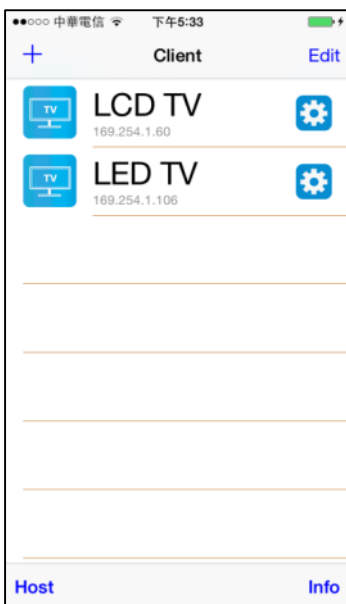 中華電信 下午5:33
+ Client Edit
TV LCD TV
169.254.1.60
TV LED TV
169.254.1.106
Host Info